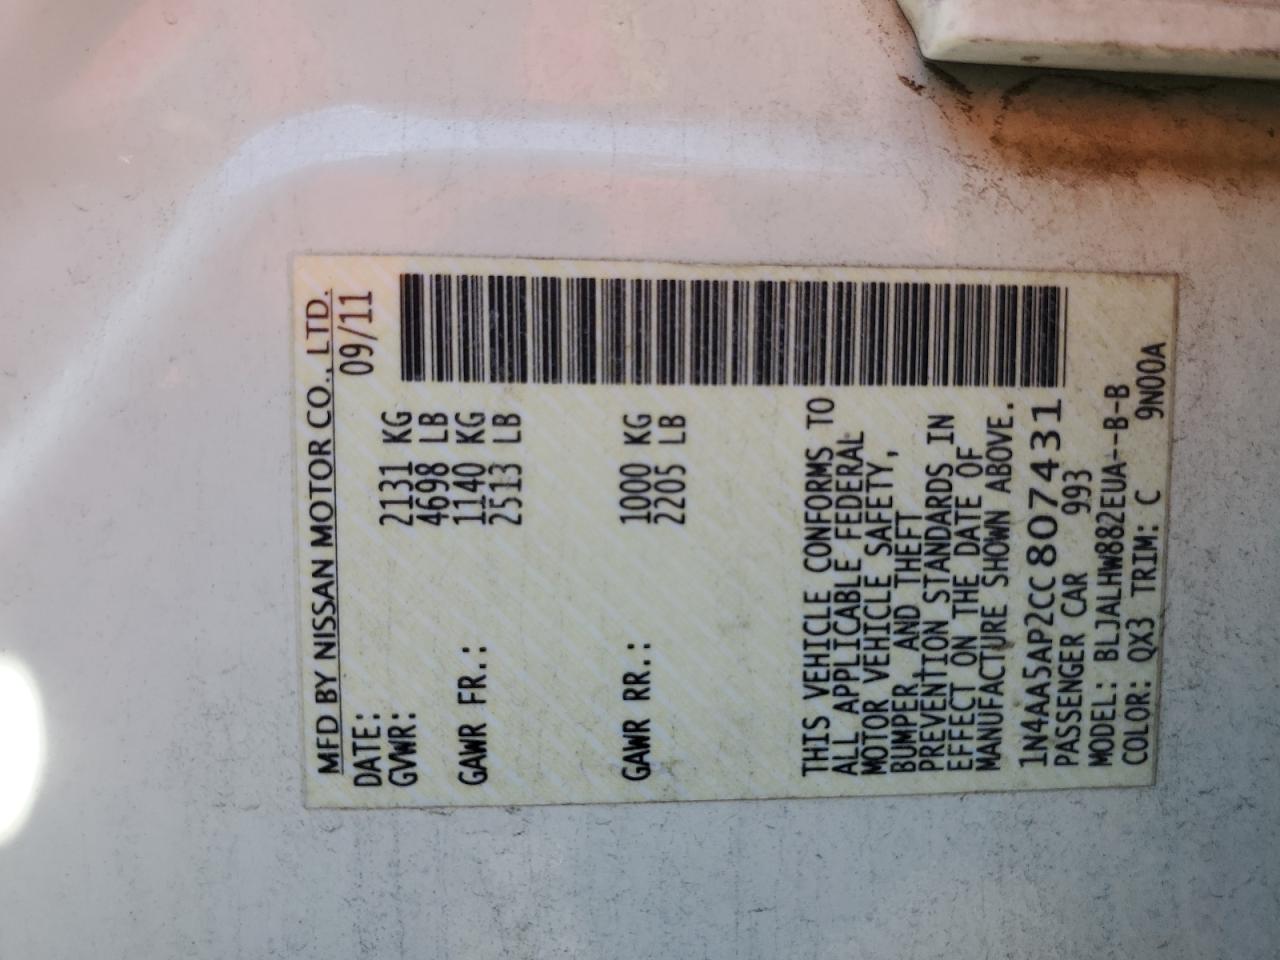 MFD BY NISSAN MOTOR CO., LTD.
DATE: 09/11
GVWR: 2131 KG
4698 LB
GAWR FR.: 1140 KG
2513 LB
GAWR RR.: 1000 KG
2205 LB
THIS VEHICLE CONFORMS TO
ALL APPLICABLE FEDERAL
MOTOR VEHICLE SAFETY,
BUMPER, AND THEFT
PREVENTION STANDARDS IN
EFFECT ON THE DATE OF
MANUFACTURE SHOWN ABOVE.
1N4AA5AP2CC807431
PASSENGER CAR 993
MODEL: BLJALHW882EUA--B-B
COLOR: QX3 TRIM: C 9N00A